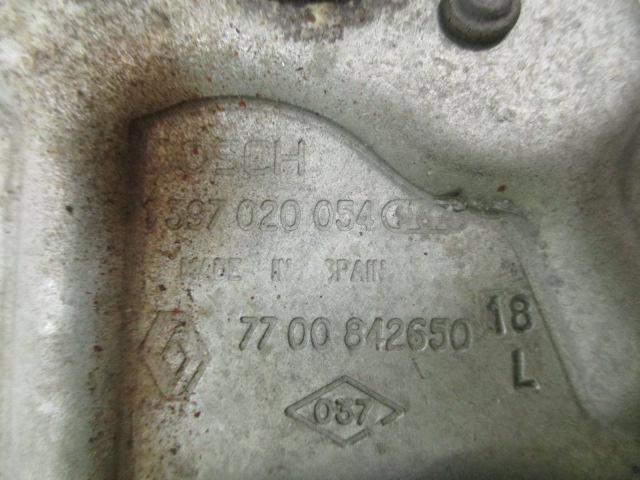 BOSCH
1 397 020 054
MADE IN SPAIN
77 00 842650
18
L
037